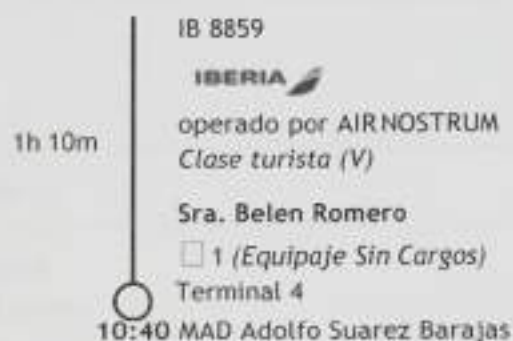 IB 8859
IBERIA
operado por AIR NOSTRUM
1h 10m
Clase turista (V)
Sra. Belen Romero
1 (Equipaje Sin Cargos)
Terminal 4
10:40 MAD Adolfo Suarez Barajas